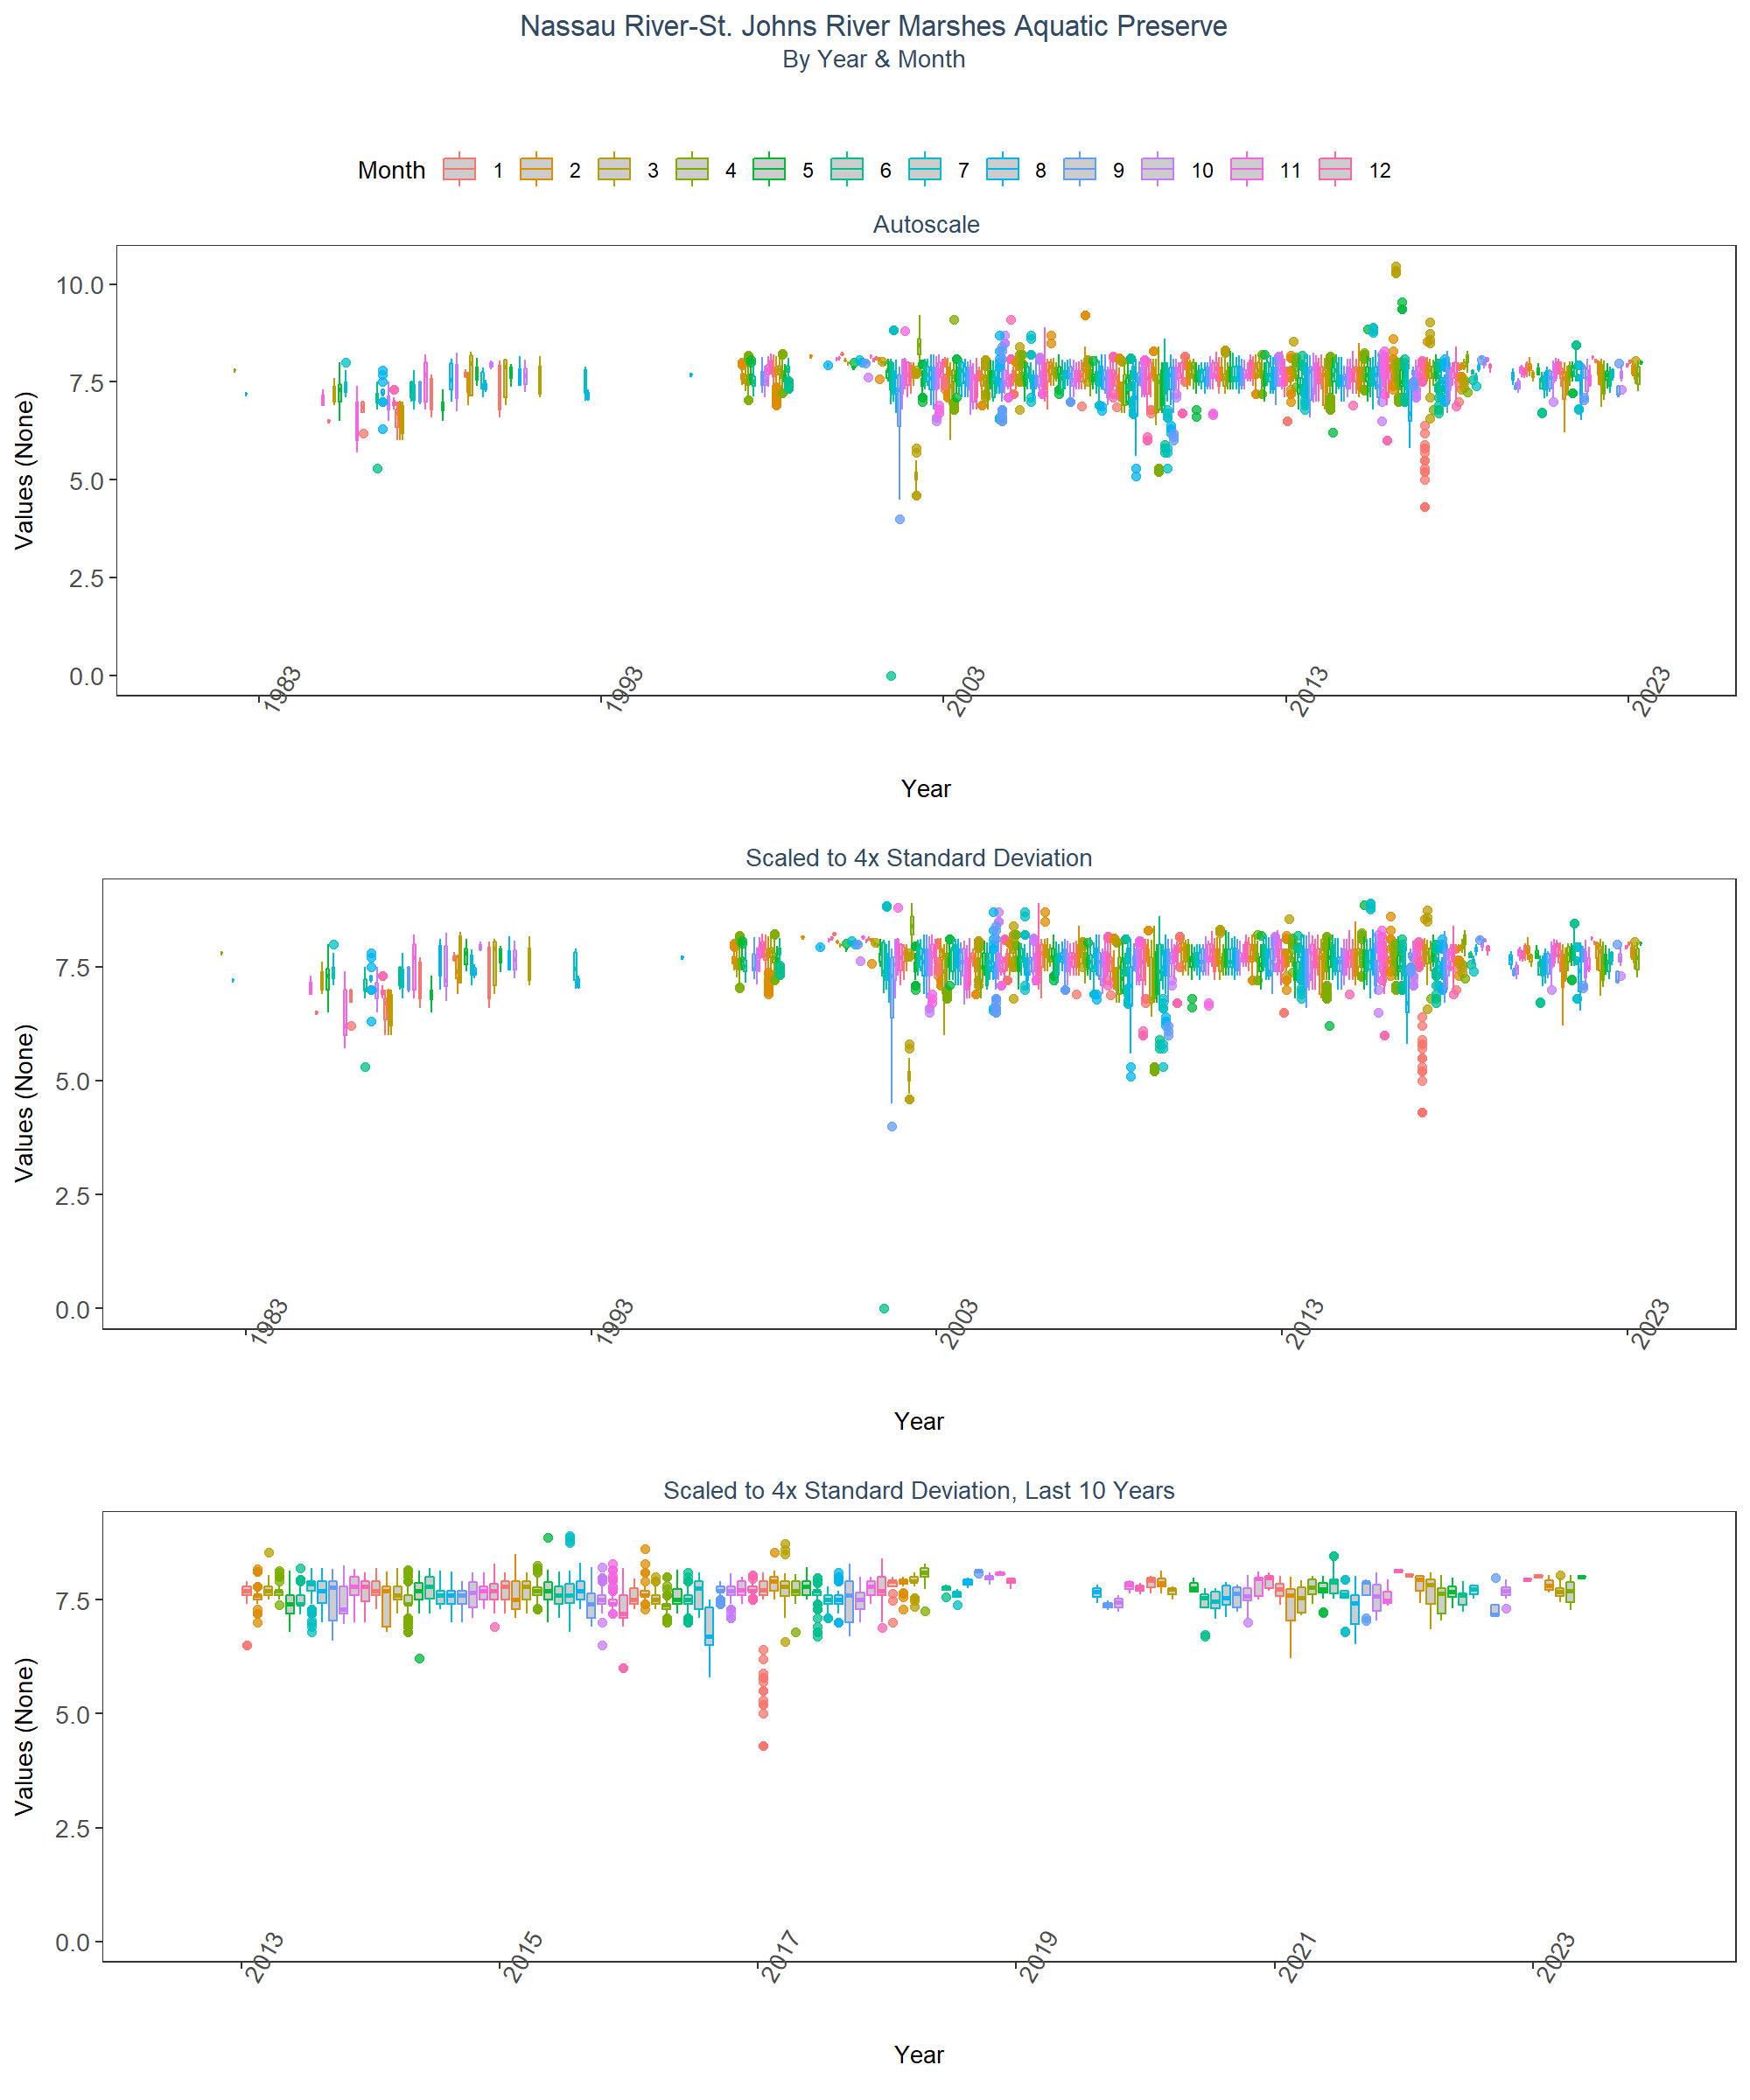 Nassau River-St. Johns River Marshes Aquatic Preserve
By Year & Month
Month 1 2 3 4 5 6 7 8 9 10 11 12
Autoscale
Values (None)
10.0
7.5
5.0
2.5
0.0
1983 1993 2003 2013 2023
Year
Scaled to 4x Standard Deviation
Values (None)
7.5
5.0
2.5
0.0
1983 1993 2003 2013 2023
Year
Scaled to 4x Standard Deviation, Last 10 Years
Values (None)
7.5
5.0
2.5
0.0
2013 2015 2017 2019 2021 2023
Year